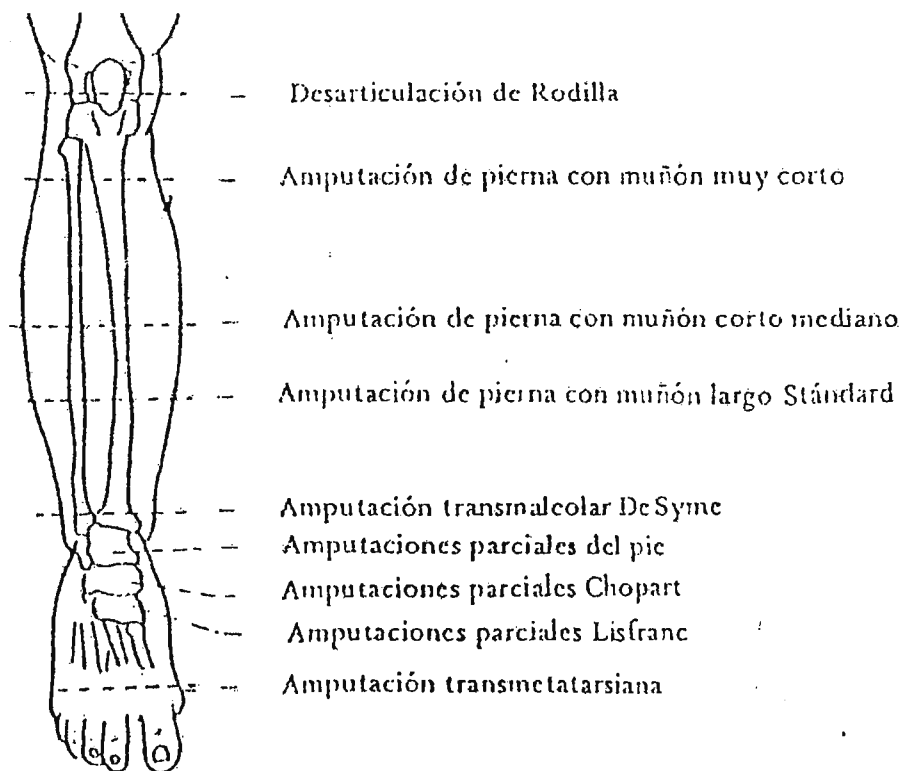 Desarticulación de Rodilla
Amputación de pierna con muñón muy corto
Amputación de pierna con muñón corto mediano
Amputación de pierna con muñón largo Stándard
Amputación transmaleolar De Syme
Amputaciones parciales del pie
Amputaciones parciales Chopart
Amputaciones parciales Lisfranc
Amputación transmetatarsiana